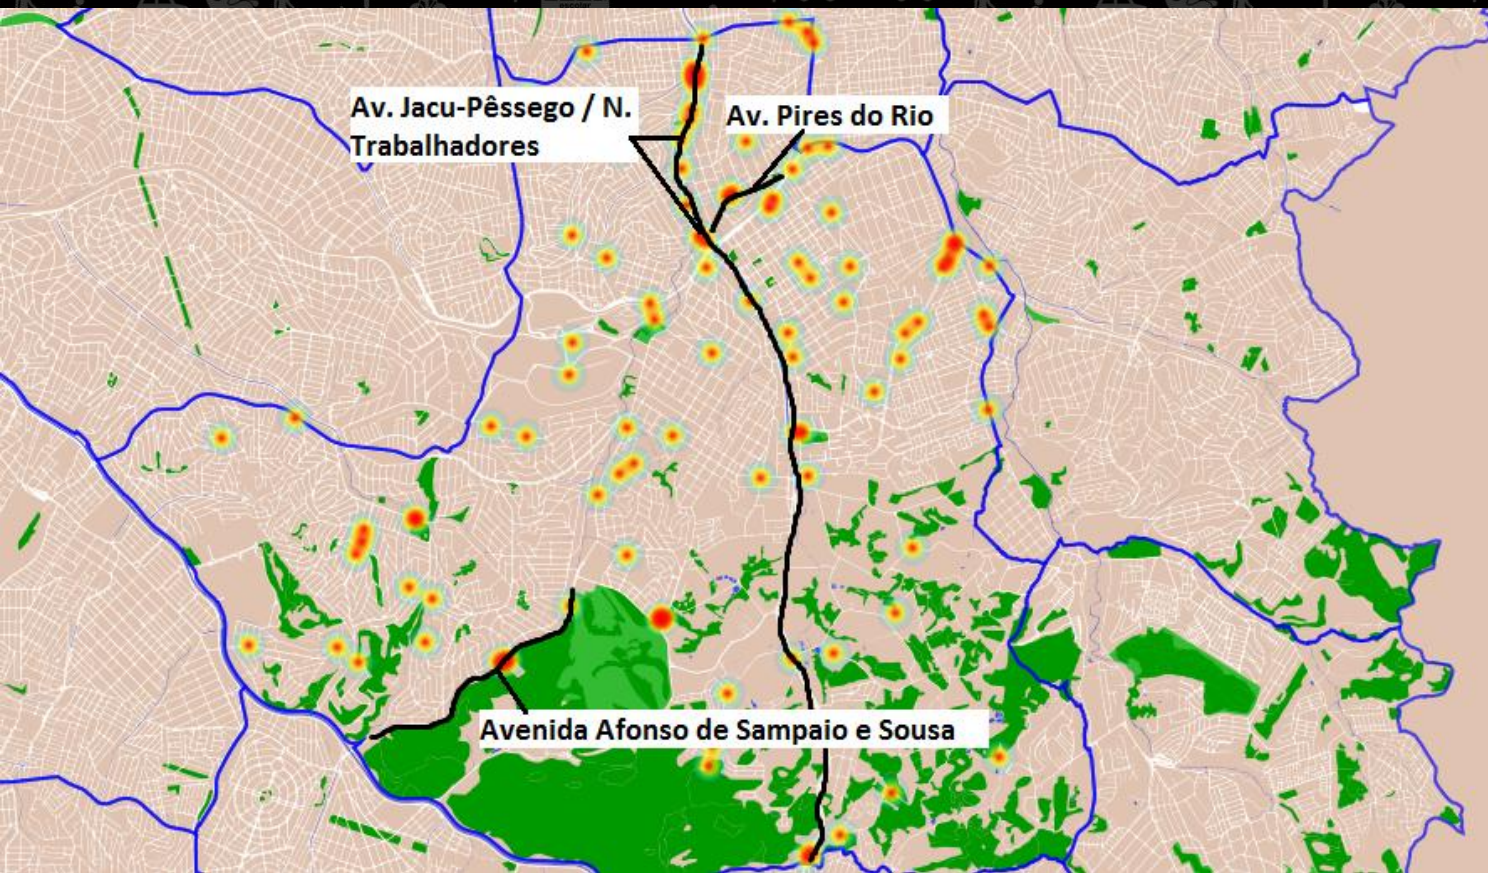 Av. Jacu-Pêssego / N.
Trabalhadores
Av. Pires do Rio
Avenida Afonso de Sampaio e Sousa